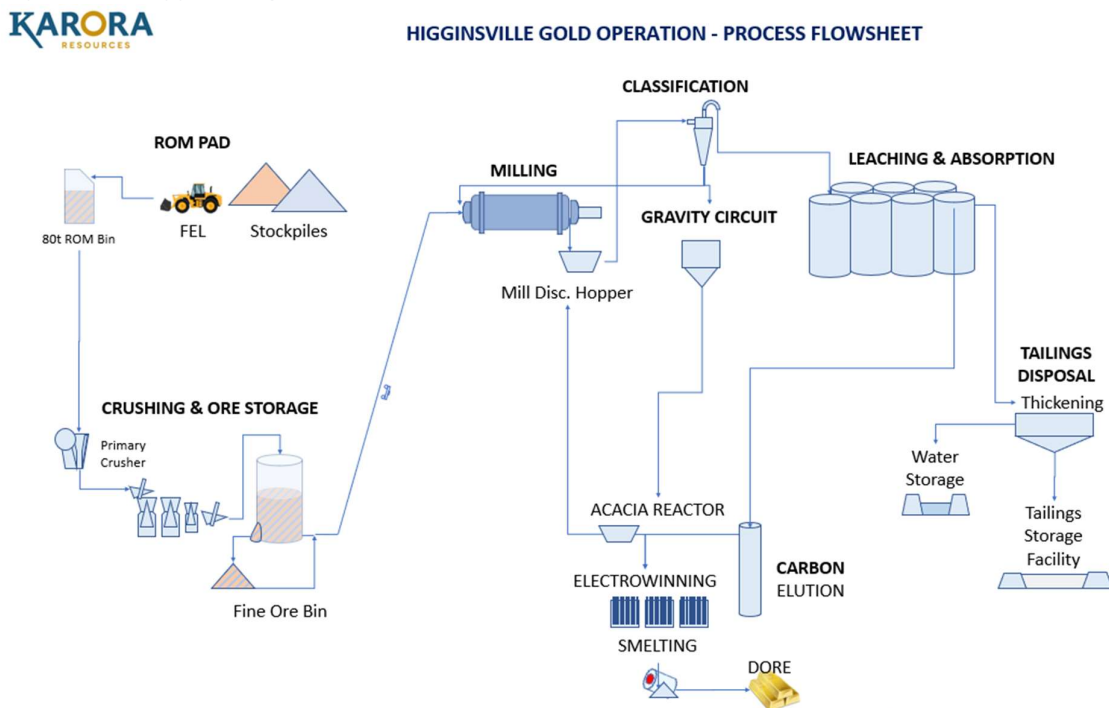 KARORA
RESOURCES
HIGGINSVILLE GOLD OPERATION - PROCESS FLOWSHEET
CLASSIFICATION
ROM PAD
MILLING
LEACHING & ABSORPTION
GRAVITY CIRCUIT
80t ROM Bin
FEL
Stockpiles
Mill Disc. Hopper
TAILINGS
DISPOSAL
Thickening
CRUSHING & ORE STORAGE
Primary
Crusher
Water
Storage
ACACIA REACTOR
Tailings
Storage
Facility
CARBON
ELUTION
ELECTROWINNING
Fine Ore Bin
SMELTING
DORE